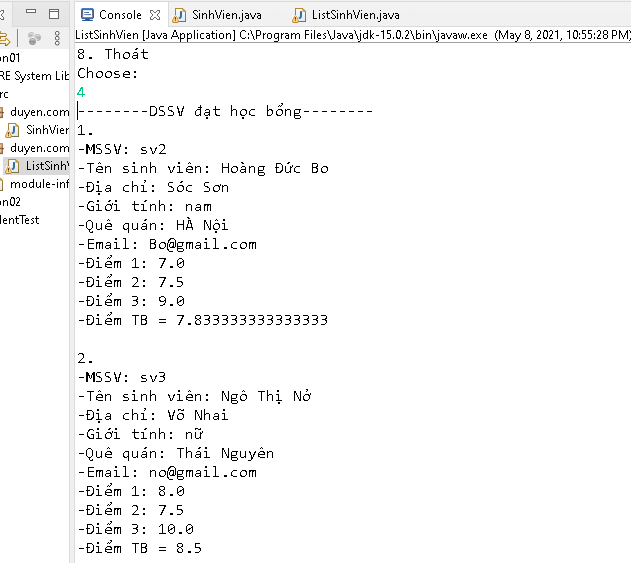 Console
SinhVien.java
ListSinhVien.java
ListSinhVien [Java Application] C:\Program Files\Java\jdk-15.0.2\bin\javaw.exe (May 8, 2021, 10:55:28 PM)
on01
RE System Lib
rc
duyen.com
SinhVien
duyen.com
ListSinhV
module-inf
on02
dentTest
8. Thoát
Choose:
4
--------DSSV đạt học bổng--------
1.
-MSSV: sv2
-Tên sinh viên: Hoàng Đức Bo
-Địa chỉ: Sóc Sơn
-Giới tính: nam
-Quê quán: HÀ Nội
-Email: Bo@gmail.com
-Điểm 1: 7.0
-Điểm 2: 7.5
-Điểm 3: 9.0
-Điểm TB = 7.833333333333333
2.
-MSSV: sv3
-Tên sinh viên: Ngô Thị Nở
-Địa chỉ: Võ Nhai
-Giới tính: nữ
-Quê quán: Thái Nguyên
-Email: no@gmail.com
-Điểm 1: 8.0
-Điểm 2: 7.5
-Điểm 3: 10.0
-Điểm TB = 8.5